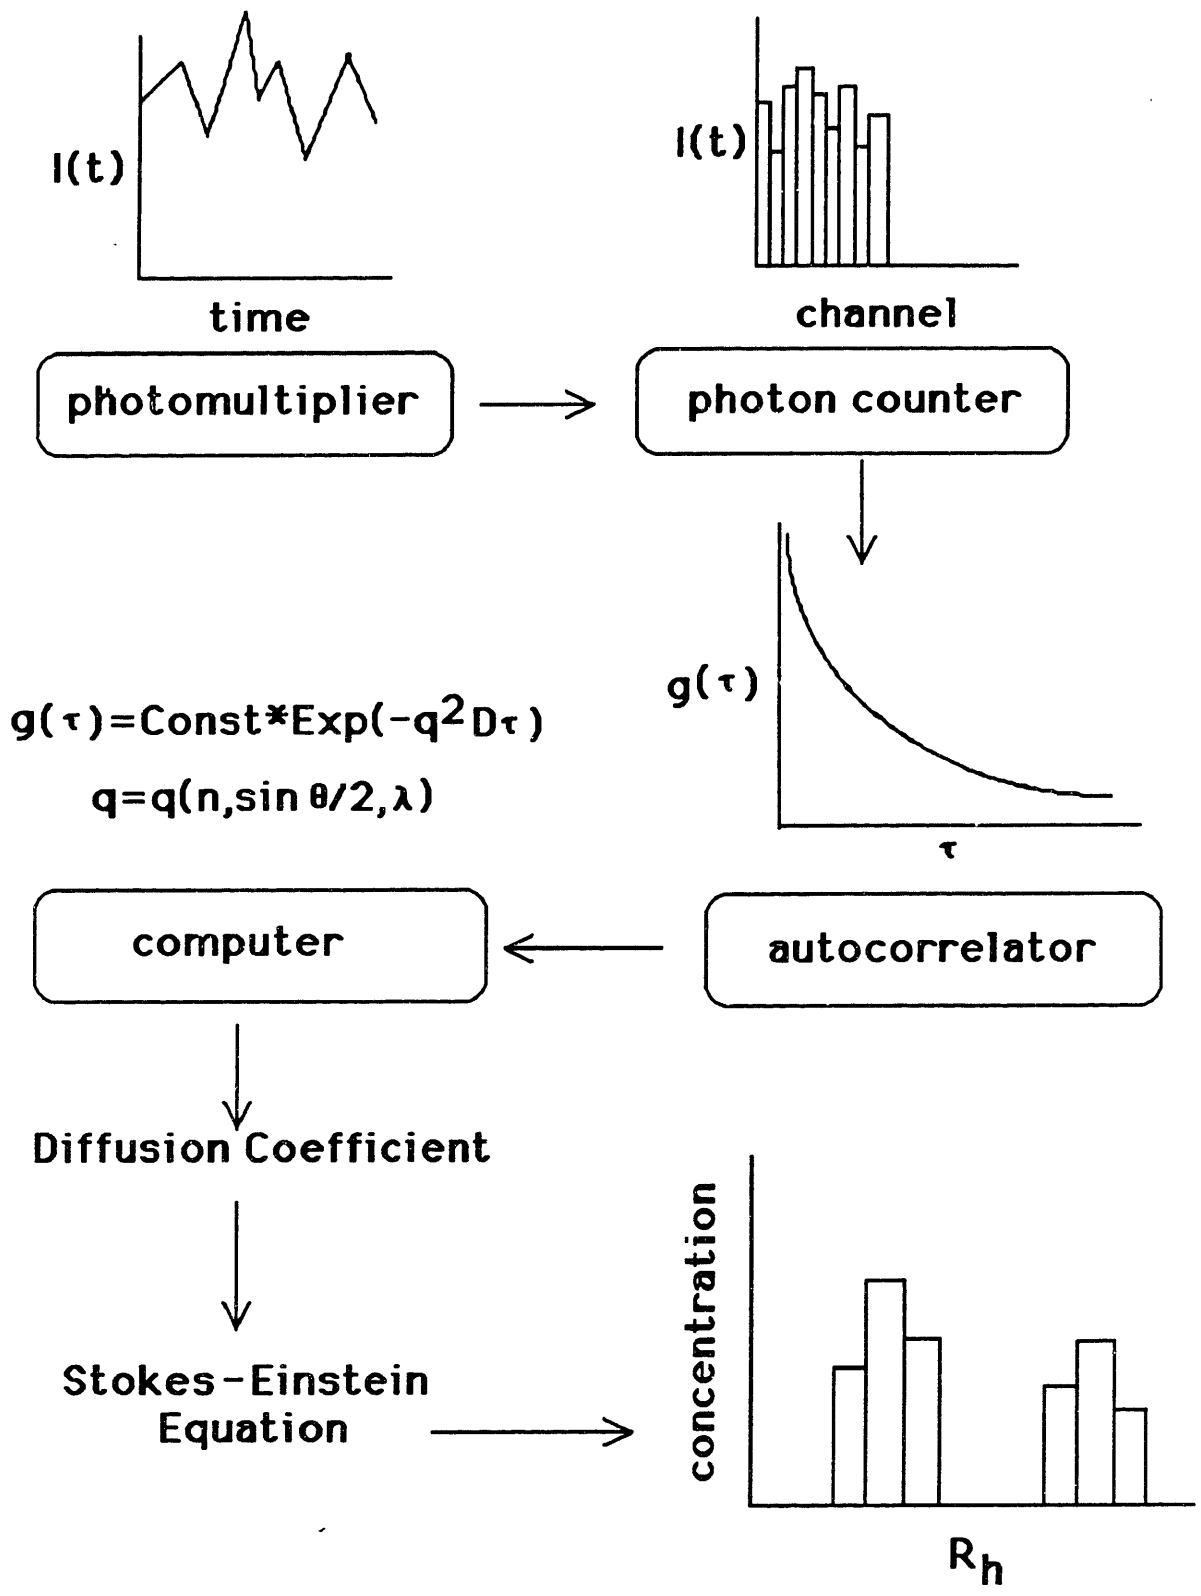 I(t)
time
photomultiplier
I(t)
channel
photon counter
g(τ)
τ
g(τ)=Const*Exp(-q²Dτ)
q=q(n,sin θ/2,λ)
autocorrelator
computer
Diffusion Coefficient
Stokes-Einstein
Equation
concentration
Rₕ